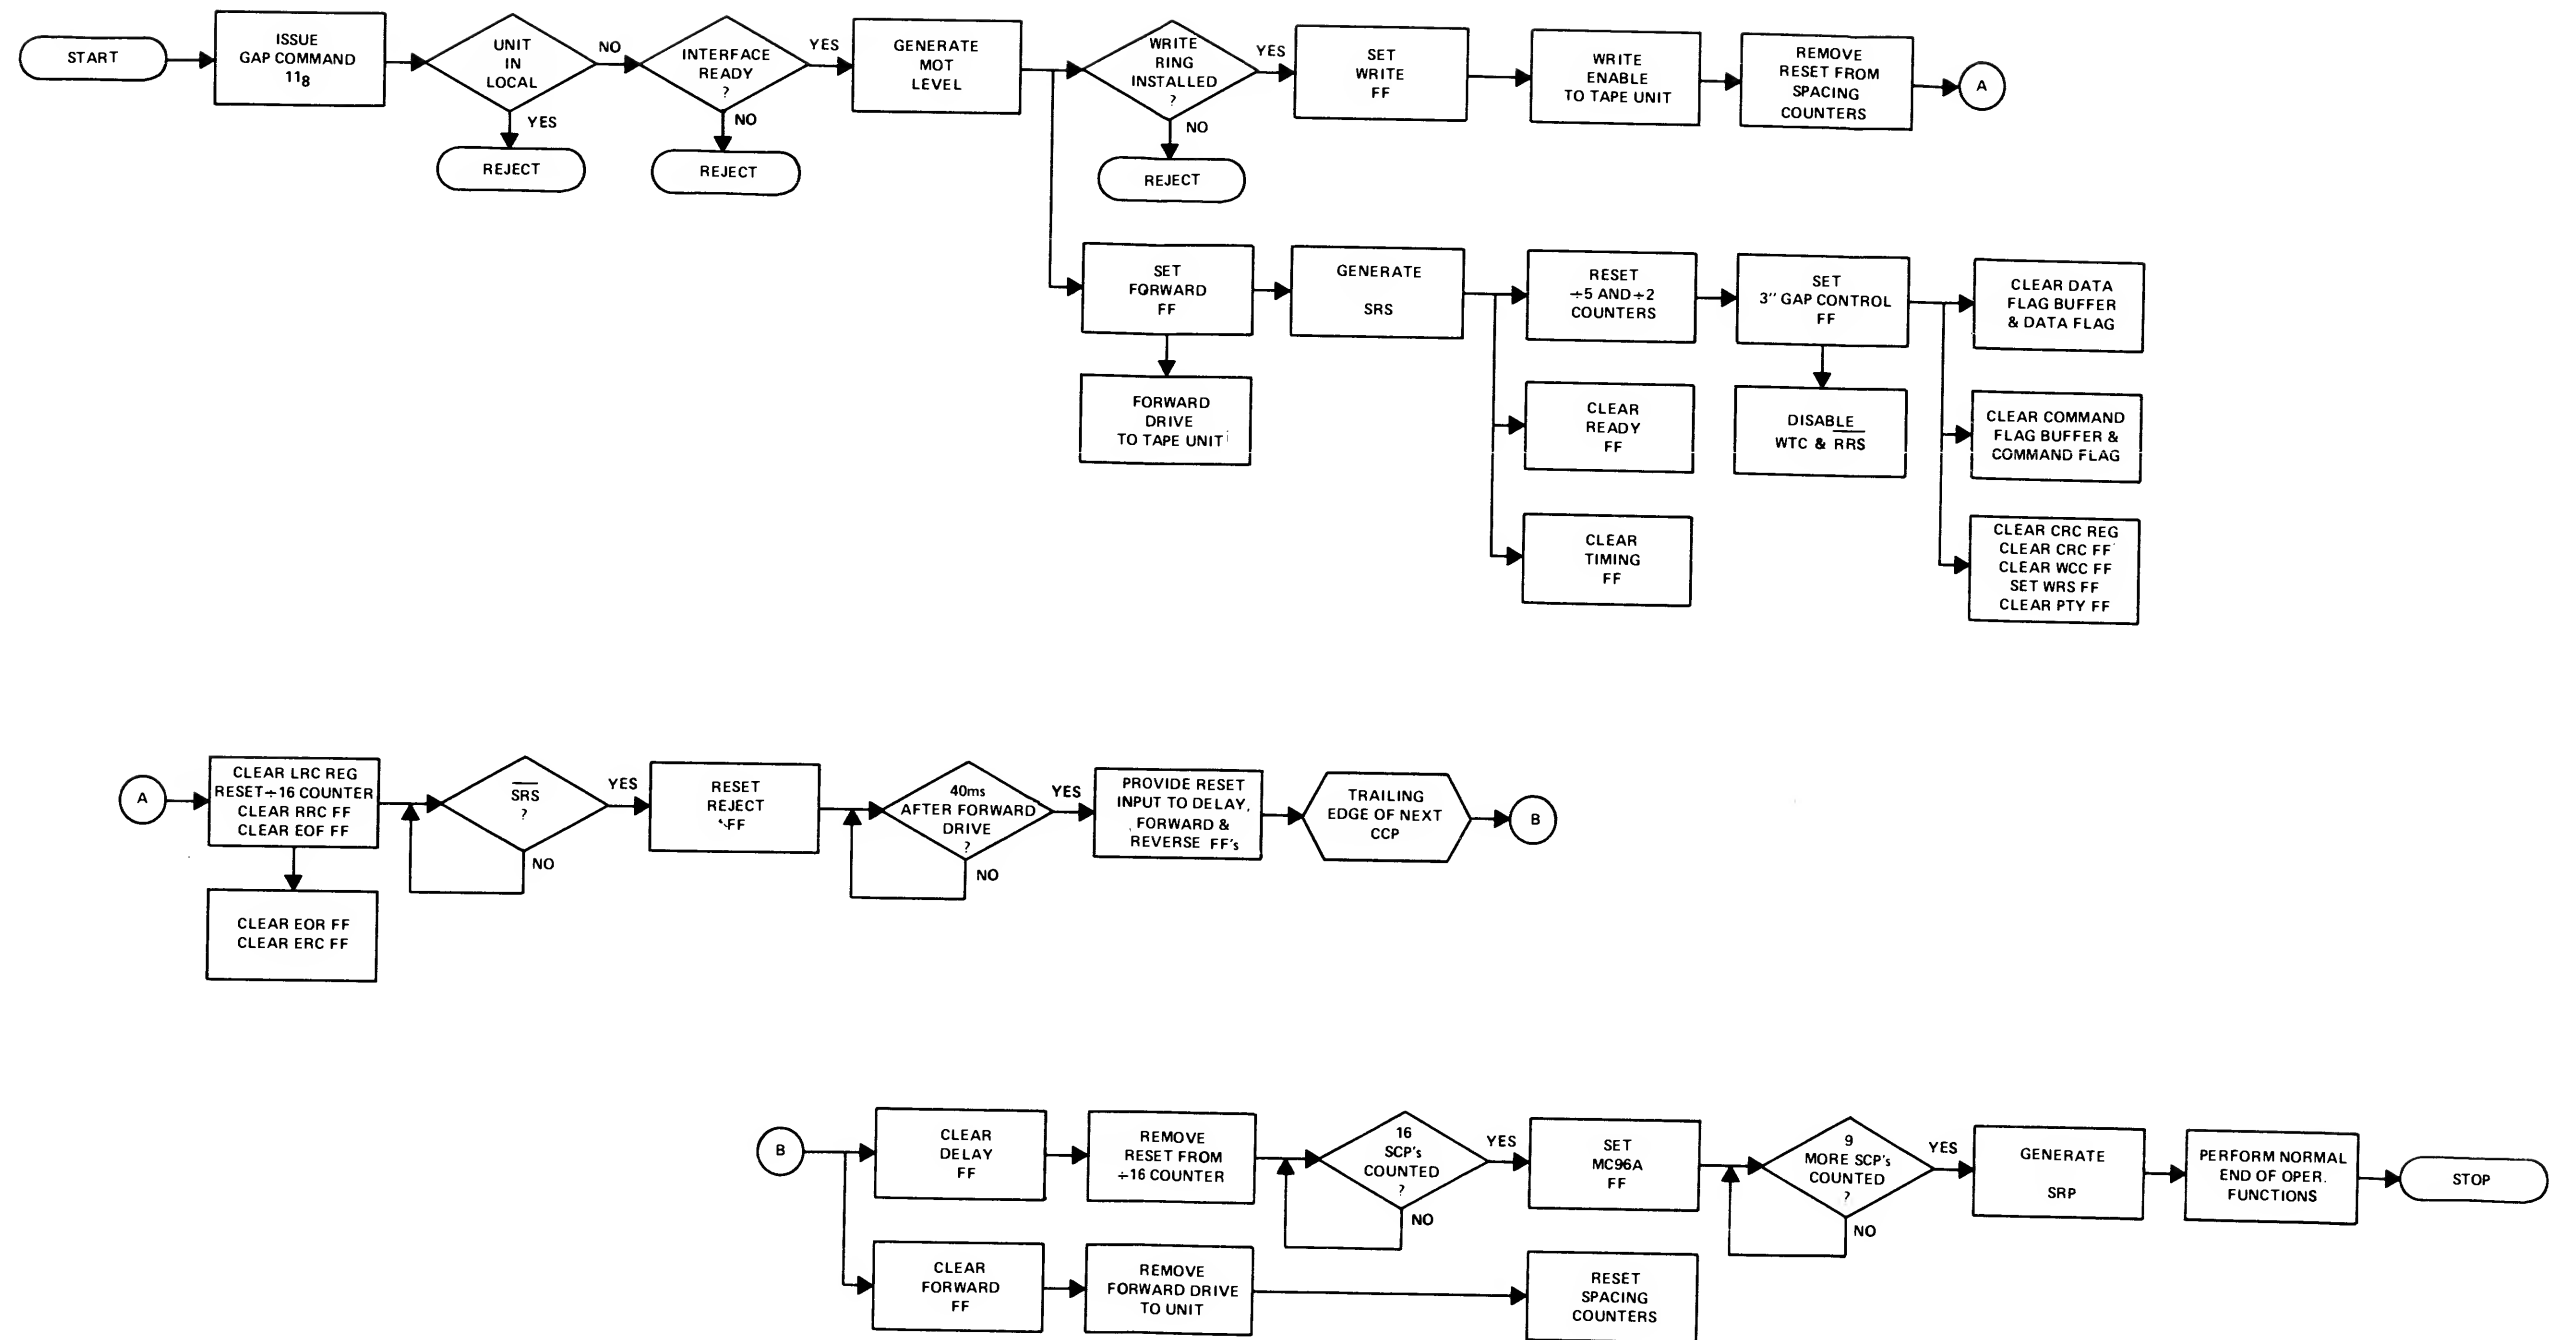 START
ISSUE
GAP COMMAND
11₈
UNIT
IN
LOCAL
NO
YES
REJECT
INTERFACE
READY
?
YES
NO
REJECT
GENERATE
MOT
LEVEL
WRITE
RING
INSTALLED
?
YES
NO
REJECT
SET
WRITE
FF
WRITE
ENABLE
TO TAPE UNIT
REMOVE
RESET FROM
SPACING
COUNTERS
A
SET
FORWARD
FF
FORWARD
DRIVE
TO TAPE UNIT
GENERATE
SRS
RESET
÷5 AND ÷2
COUNTERS
CLEAR
READY
FF
CLEAR
TIMING
FF
SET
3" GAP CONTROL
FF
DISABLE
WTC & R̅R̅S̅
CLEAR DATA
FLAG BUFFER
& DATA FLAG
CLEAR COMMAND
FLAG BUFFER &
COMMAND FLAG
CLEAR CRC REG
CLEAR CRC FF
CLEAR WCC FF
SET WRS FF
CLEAR PTY FF
A
CLEAR LRC REG
RESET ÷16 COUNTER
CLEAR RRC FF
CLEAR EOF FF
CLEAR EOR FF
CLEAR ERC FF
S̅R̅S̅
?
YES
NO
RESET
REJECT
FF
40ms
AFTER FORWARD
DRIVE
?
YES
NO
PROVIDE RESET
INPUT TO DELAY,
FORWARD &
REVERSE FF's
TRAILING
EDGE OF NEXT
CCP
B
B
CLEAR
DELAY
FF
REMOVE
RESET FROM
÷16 COUNTER
16
SCP's
COUNTED
?
YES
NO
SET
MC96A
FF
9
MORE SCP's
COUNTED
?
YES
NO
GENERATE
SRP
PERFORM NORMAL
END OF OPER.
FUNCTIONS
STOP
CLEAR
FORWARD
FF
REMOVE
FORWARD DRIVE
TO UNIT
RESET
SPACING
COUNTERS